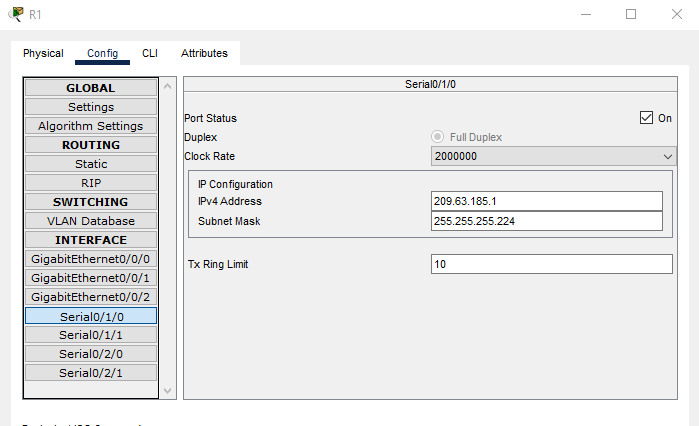 R1
Physical Config CLI Attributes
GLOBAL
Settings
Algorithm Settings
ROUTING
Static
RIP
SWITCHING
VLAN Database
INTERFACE
GigabitEthernet0/0/0
GigabitEthernet0/0/1
GigabitEthernet0/0/2
Serial0/1/0
Serial0/1/1
Serial0/2/0
Serial0/2/1
Serial0/1/0
Port Status On
Duplex Full Duplex
Clock Rate 2000000
IP Configuration
IPv4 Address 209.63.185.1
Subnet Mask 255.255.255.224
Tx Ring Limit 10